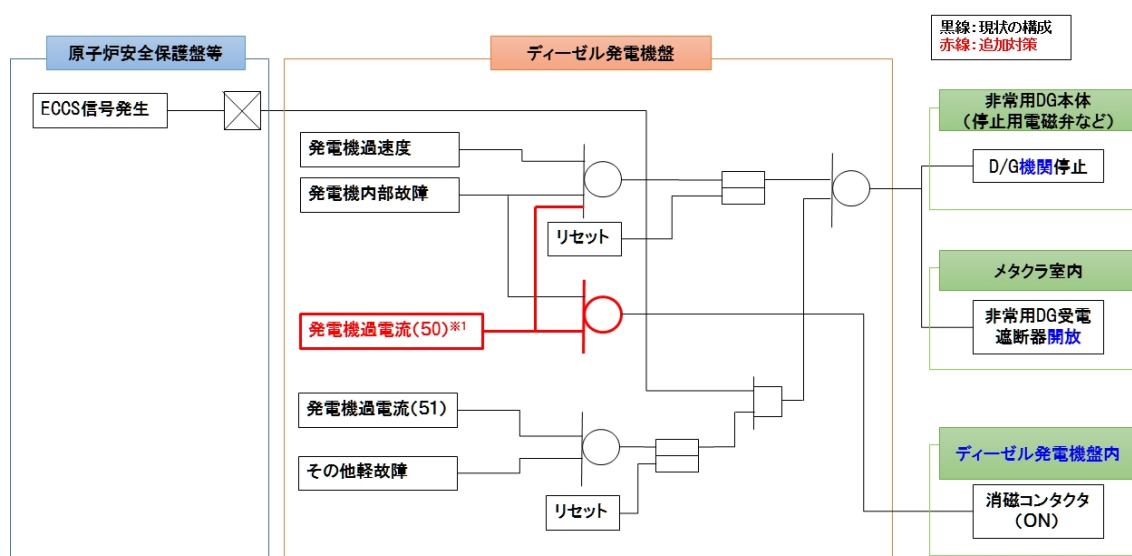 黒線：現状の構成
赤線：追加対策
原子炉安全保護盤等
ディーゼル発電機盤
ECCS信号発生
非常用DG本体
（停止用電磁弁など）
発電機過速度
D/G機関停止
発電機内部故障
リセット
メタクラ室内
発電機過電流（50）※1
非常用DG受電
遮断器開放
発電機過電流（51）
ディーゼル発電機盤内
その他軽故障
消磁コンタクタ
（ON）
リセット